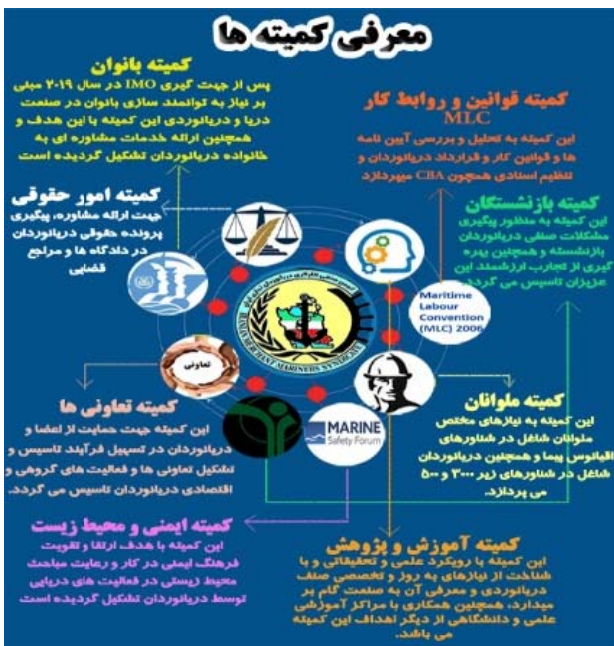 معرفی کمیته ها
کمیته بانوان
پس از جهت گیری IMO در سال ۲۰۱۹ مبنی
بر نیاز به توانمند سازی بانوان در صنعت
دریا و دریانوردی این کمیته با این هدف و
همچنین ارائه خدمات مشاوره ای به
خانواده دریانوردان تشکیل گردیده است
کمیته قوانین و روابط کار
MLC
این کمیته به تحلیل و بررسی آیین نامه
ها و قوانین کار و قرارداد دریانوردان و
تنظیم اسنادی همچون CBA میپردازد
کمیته امور حقوقی
جهت ارائه مشاوره، پیگیری
پرونده حقوقی دریانوردان
در دادگاه ها و مراجع
قضایی
کمیته بازنشستگان
این کمیته به منظور پیگیری
مشکلات صنفی دریانوردان
بازنشسته و همچنین بهره
گیری از تجارب ارزشمند این
عزیزان تاسیس می گردد.
Maritime
Labour
Convention
(MLC) 2006
MERCHANT MARINERS SYNDICATE
تعاونی
MARINE
Safety Forum
کمیته تعاونی ها
این کمیته جهت حمایت از اعضا و
دریانوردان در تسهیل فرآیند تاسیس و
تشکیل تعاونی ها و فعالیت های گروهی و
اقتصادی دریانوردان تاسیس می گردد.
کمیته ملوانان
این کمیته به نیازهای مختص
ملوانان شاغل در شناورهای
اقیانوس پیما و همچنین دریانوردان
شاغل در شناورهای زیر ۳۰۰۰ و ۵۰۰
می پردازد.
کمیته ایمنی و محیط زیست
این کمیته با هدف ارتقا و تقویت
فرهنگ ایمنی در کار و رعایت مباحث
محیط زیستی در فعالیت های دریایی
توسط دریانوردان تشکیل گردیده است
کمیته آموزش و پژوهش
این کمیته با رویکرد علمی و تحقیقاتی و با
شناخت از نیازهای به روز و تخصصی صنف
دریانوردی و معرفی آن به صنعت گام بر
میدارد، همچنین همکاری با مراکز آموزشی
علمی و دانشگاهی از دیگر اهداف این کمیته
می باشد.